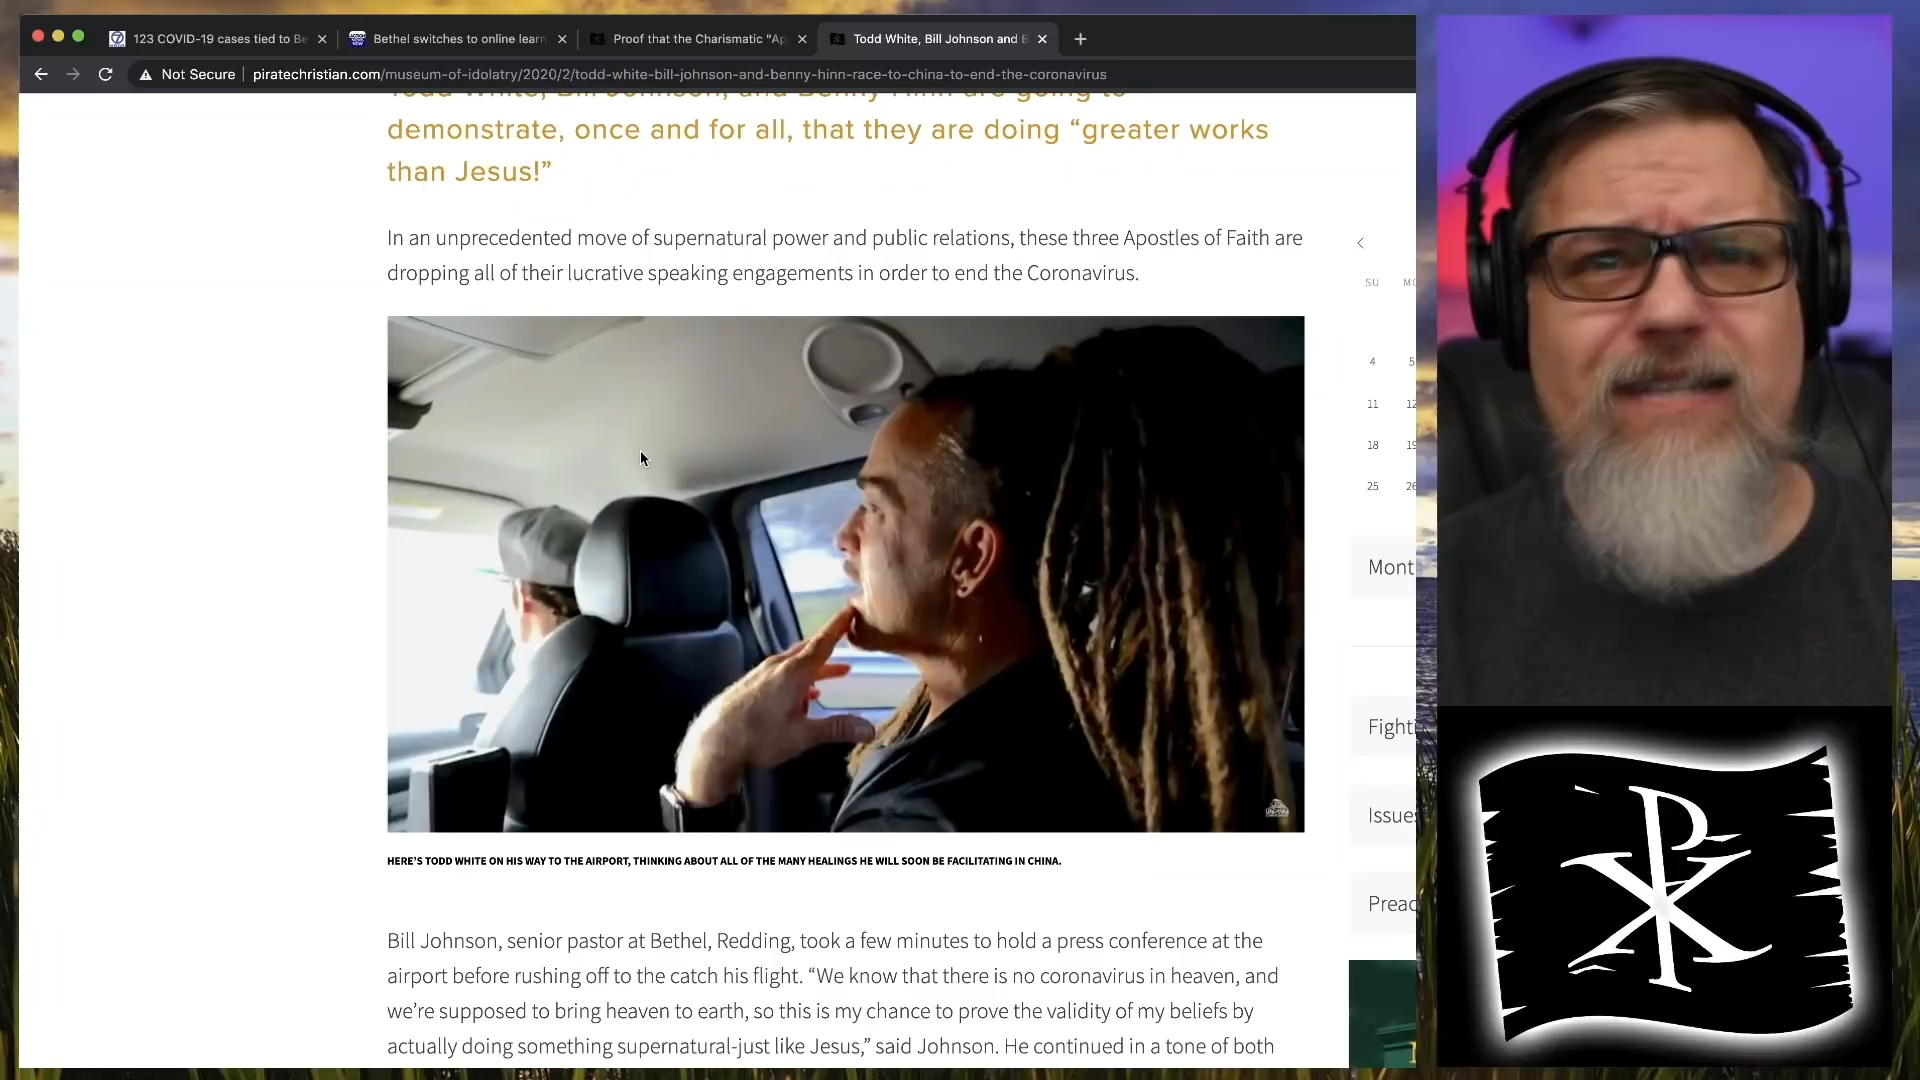 123 COVID-19 cases tied to Be
Bethel switches to online learn
Proof that the Charismatic "Ap
Todd White, Bill Johnson and B
Not Secure
piratechristian.com/museum-of-idolatry/2020/2/todd-white-bill-johnson-and-benny-hinn-race-to-china-to-end-the-coronavirus
Todd White, Bill Johnson, and Benny Hinn are going to
demonstrate, once and for all, that they are doing “greater works
than Jesus!”
In an unprecedented move of supernatural power and public relations, these three Apostles of Faith are
dropping all of their lucrative speaking engagements in order to end the Coronavirus.
SU MO
4 5
11 12
18 19
25 26
Mont
Fighti
Issues
Preac
HERE’S TODD WHITE ON HIS WAY TO THE AIRPORT, THINKING ABOUT ALL OF THE MANY HEALINGS HE WILL SOON BE FACILITATING IN CHINA.
Bill Johnson, senior pastor at Bethel, Redding, took a few minutes to hold a press conference at the
airport before rushing off to the catch his flight. “We know that there is no coronavirus in heaven, and
we’re supposed to bring heaven to earth, so this is my chance to prove the validity of my beliefs by
actually doing something supernatural-just like Jesus,” said Johnson. He continued in a tone of both